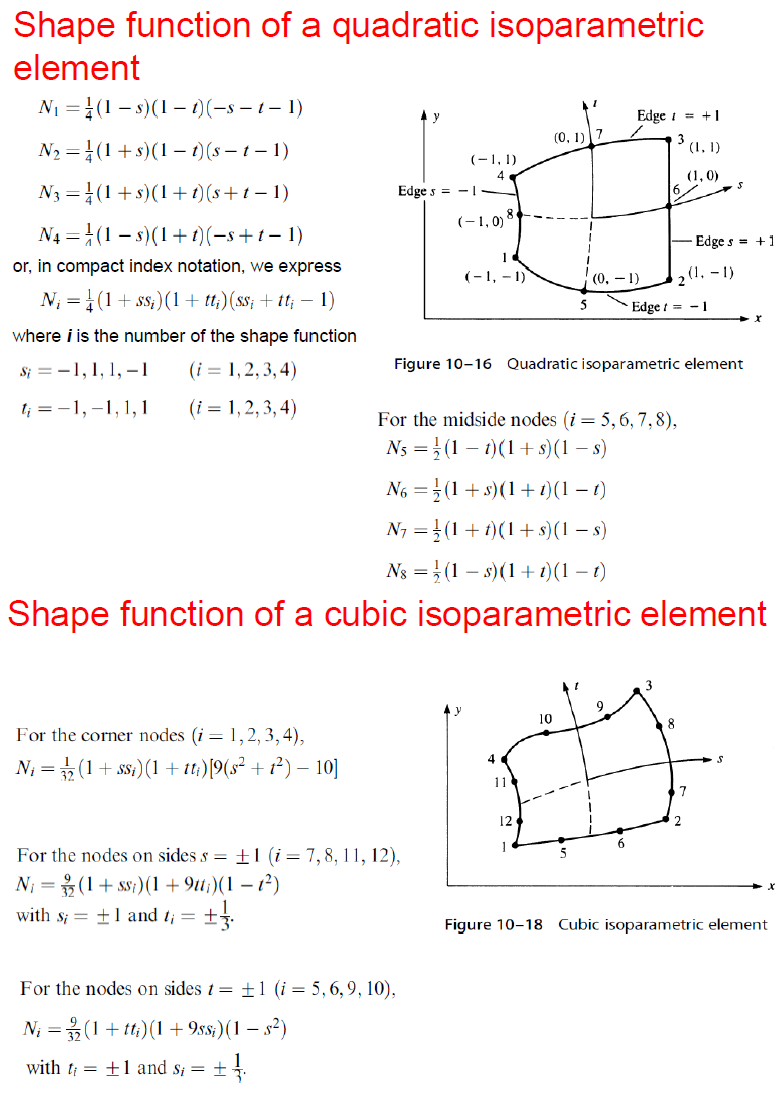 Shape function of a quadratic isoparametric
element
N₁ = ¼(1 − s)(1 − t)(−s − t − 1)
N₂ = ¼(1 + s)(1 − t)(s − t − 1)
N₃ = ¼(1 + s)(1 + t)(s + t − 1)
N₄ = ¼(1 − s)(1 + t)(−s + t − 1)
or, in compact index notation, we express
Nᵢ = ¼(1 + ssᵢ)(1 + ttᵢ)(ssᵢ + ttᵢ − 1)
where i is the number of the shape function
sᵢ = −1, 1, 1, −1 (i = 1, 2, 3, 4)
tᵢ = −1, −1, 1, 1 (i = 1, 2, 3, 4)
y
t
Edge t = +1
(0, 1) 7
3
(1, 1)
(−1, 1)
4
(1, 0)
6
s
Edge s = −1
(−1, 0) 8
Edge s = +1
1
(−1, −1)
(0, −1)
2 (1, −1)
5
Edge t = −1
x
Figure 10–16 Quadratic isoparametric element
For the midside nodes (i = 5, 6, 7, 8),
N₅ = ½(1 − t)(1 + s)(1 − s)
N₆ = ½(1 + s)(1 + t)(1 − t)
N₇ = ½(1 + t)(1 + s)(1 − s)
N₈ = ½(1 − s)(1 + t)(1 − t)
Shape function of a cubic isoparametric element
For the corner nodes (i = 1, 2, 3, 4),
Nᵢ = 1/32 (1 + ssᵢ)(1 + ttᵢ)[9(s² + t²) − 10]
For the nodes on sides s = ±1 (i = 7, 8, 11, 12),
Nᵢ = 9/32 (1 + ssᵢ)(1 + 9ttᵢ)(1 − t²)
with sᵢ = ±1 and tᵢ = ±1/3.
For the nodes on sides t = ±1 (i = 5, 6, 9, 10),
Nᵢ = 9/32 (1 + ttᵢ)(1 + 9ssᵢ)(1 − s²)
with tᵢ = ±1 and sᵢ = ±1/3.
y
t
3
9
10
8
4
s
11
7
12
2
1
5
6
x
Figure 10–18 Cubic isoparametric element